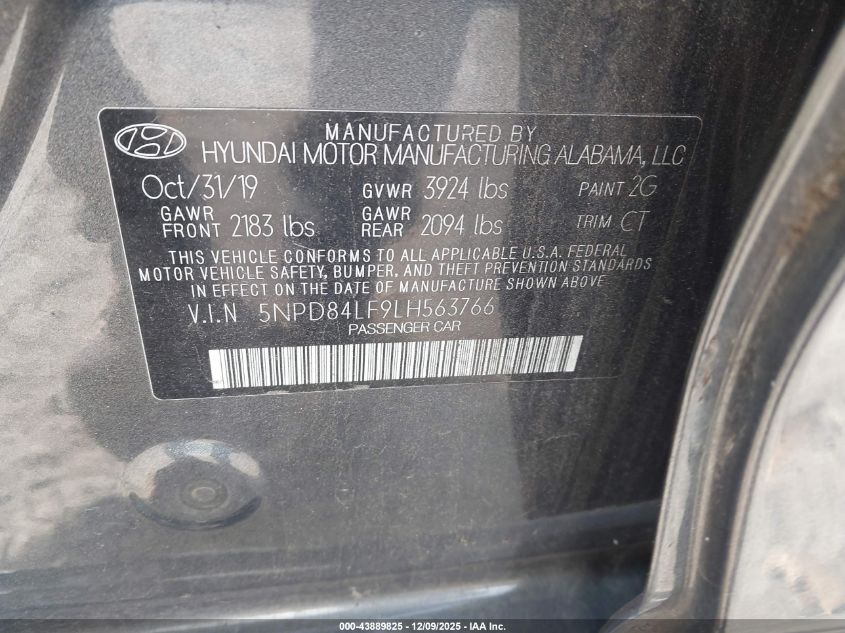 MANUFACTURED BY
HYUNDAI MOTOR MANUFACTURING ALABAMA, LLC
Oct/31/19 GVWR 3924 lbs PAINT 2G
GAWR FRONT 2183 lbs GAWR REAR 2094 lbs TRIM CT
THIS VEHICLE CONFORMS TO ALL APPLICABLE U.S.A. FEDERAL
MOTOR VEHICLE SAFETY, BUMPER, AND THEFT PREVENTION STANDARDS
IN EFFECT ON THE DATE OF MANUFACTURE SHOWN ABOVE.
V.I.N 5NPD84LF9LH563766
PASSENGER CAR
000-43889825 - 12/09/2025 - IAA Inc.